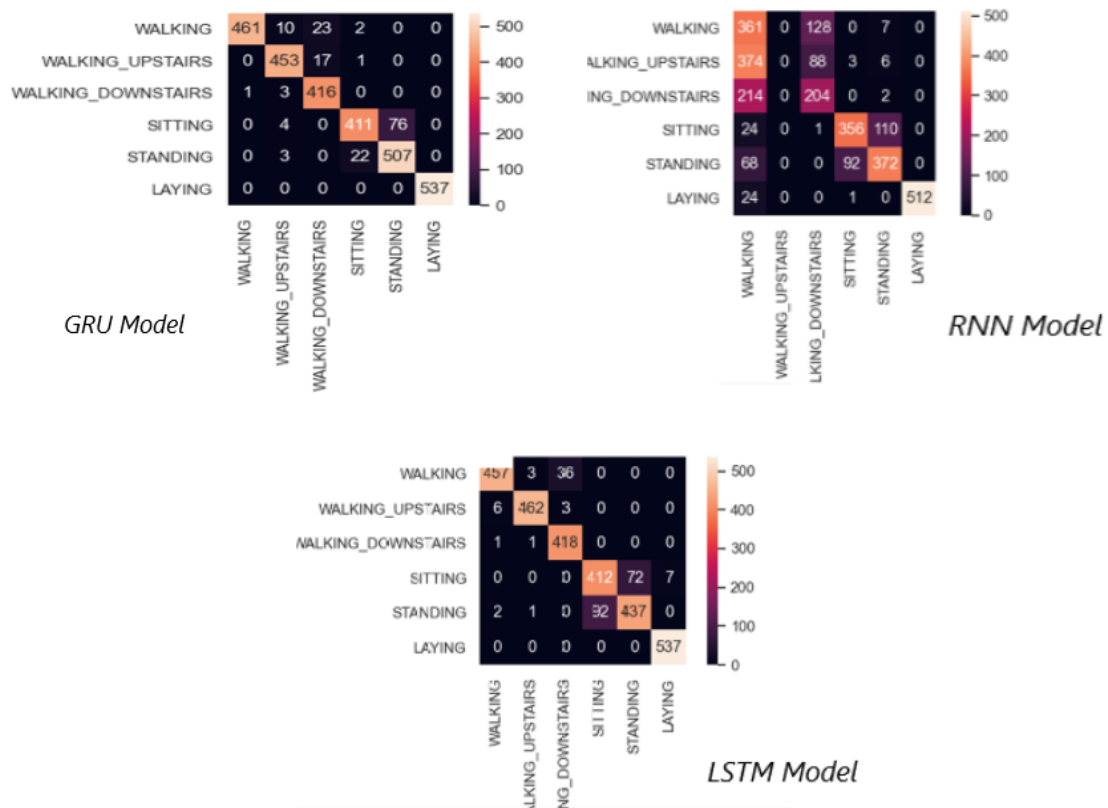 WALKING 461 10 23 2 0 0
WALKING_UPSTAIRS 0 453 17 1 0 0
WALKING_DOWNSTAIRS 1 3 416 0 0 0
SITTING 0 4 0 411 76 0
STANDING 0 3 0 22 507 0
LAYING 0 0 0 0 0 537
500
400
300
200
100
0
WALKING
WALKING_UPSTAIRS
WALKING_DOWNSTAIRS
SITTING
STANDING
LAYING
GRU Model
WALKING 361 0 128 0 7 0
ALKING_UPSTAIRS 374 0 88 3 6 0
NG_DOWNSTAIRS 214 0 204 0 2 0
SITTING 24 0 1 356 110 0
STANDING 68 0 0 92 372 0
LAYING 24 0 0 1 0 512
500
400
300
200
100
0
WALKING
WALKING_UPSTAIRS
LKING_DOWNSTAIRS
SITTING
STANDING
LAYING
RNN Model
WALKING 457 3 36 0 0 0
WALKING_UPSTAIRS 6 462 3 0 0 0
WALKING_DOWNSTAIRS 1 1 418 0 0 0
SITTING 0 0 0 412 72 7
STANDING 2 1 0 92 437 0
LAYING 0 0 0 0 0 537
500
400
300
200
100
0
WALKING
ALKING_UPSTAIRS
NG_DOWNSTAIRS
SITTING
STANDING
LAYING
LSTM Model